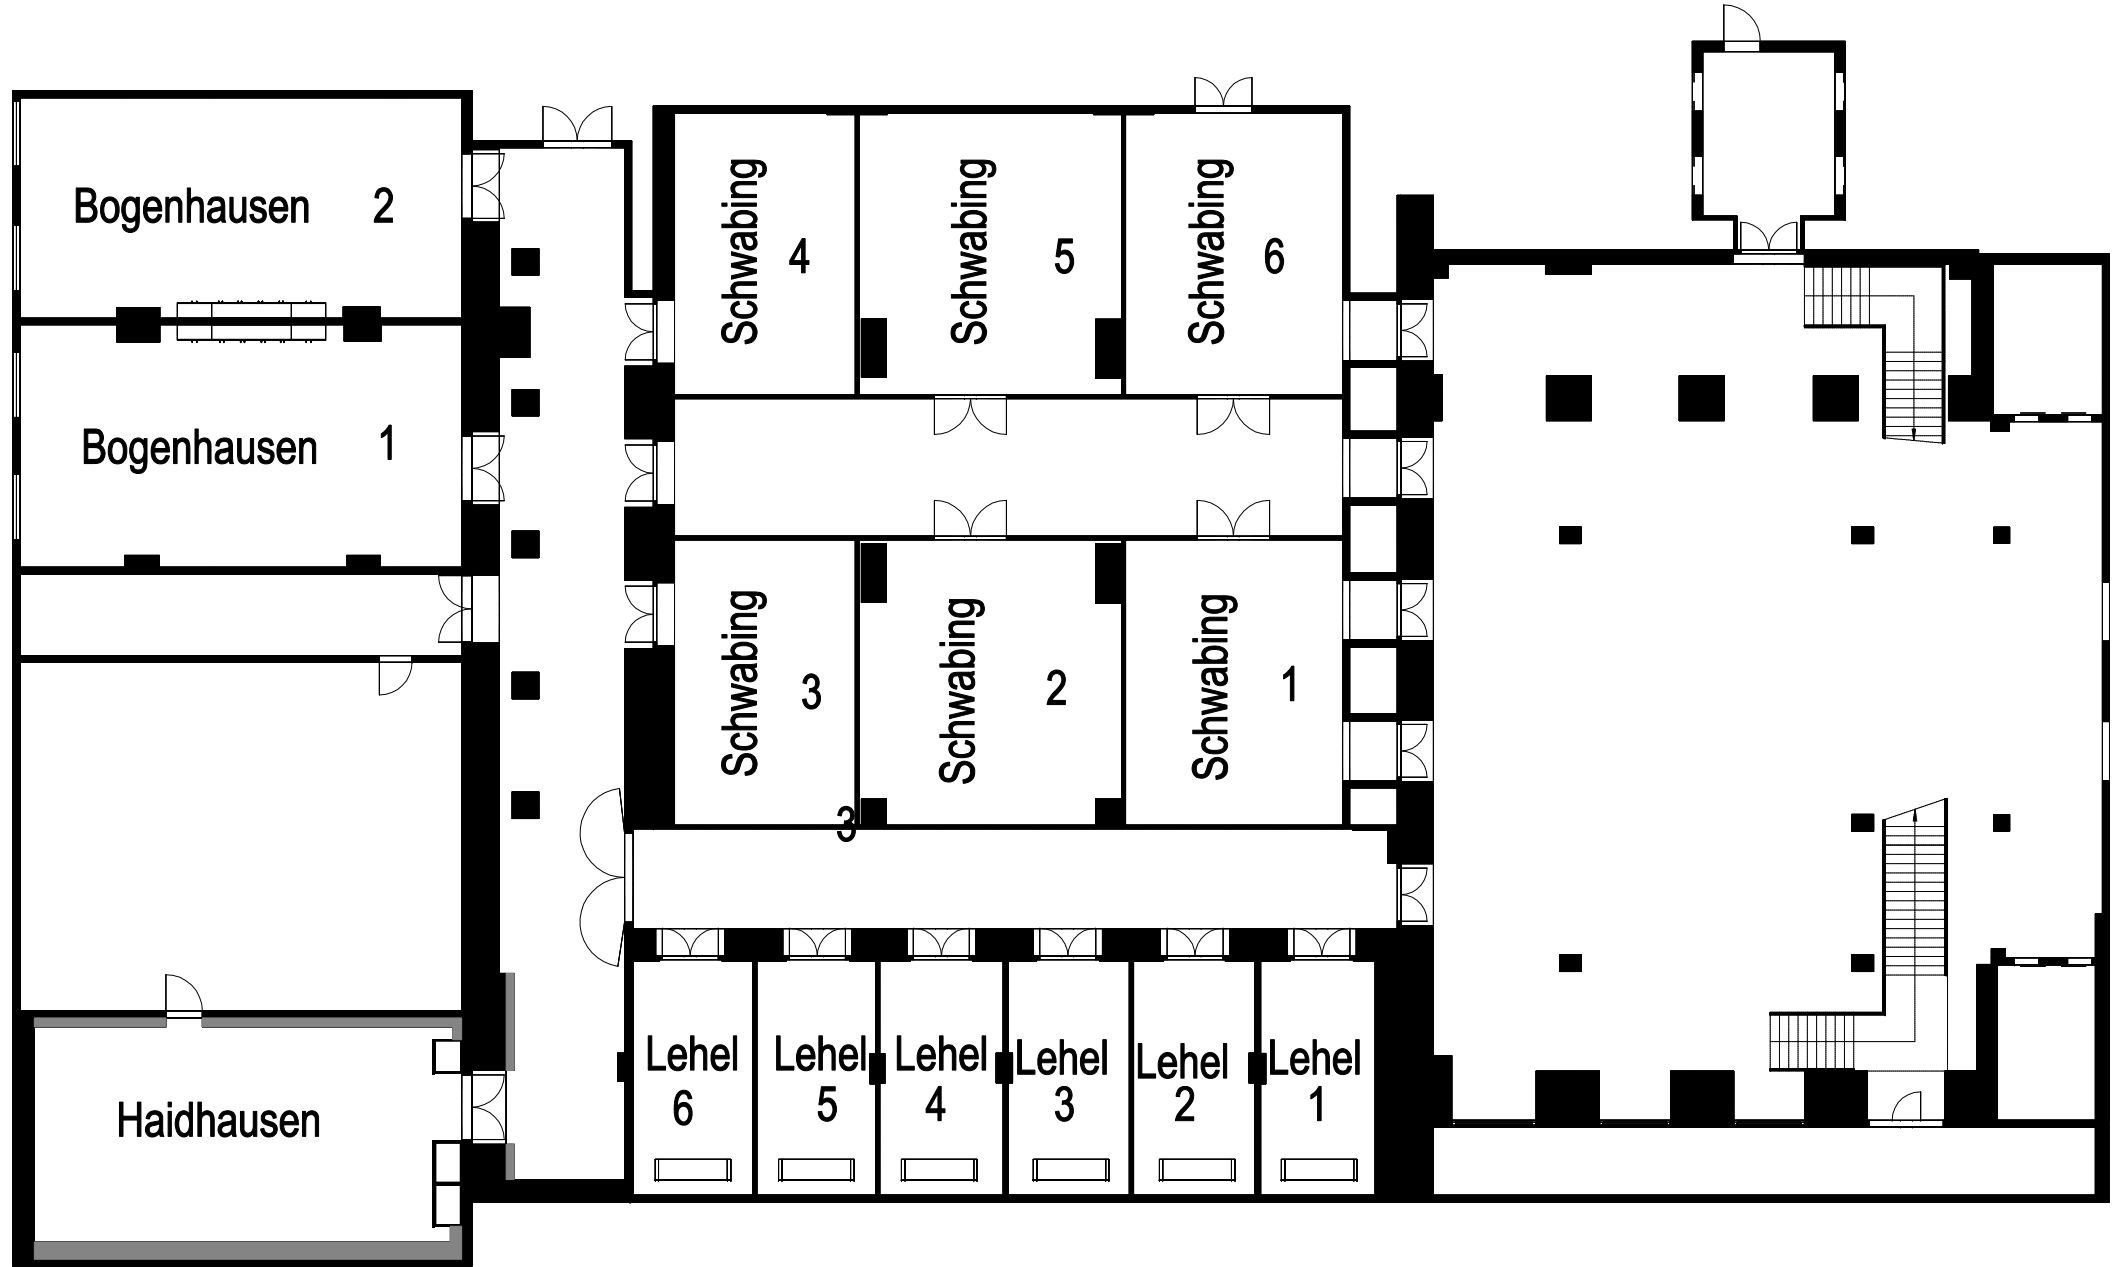 Bogenhausen 2
Bogenhausen 1
Haidhausen
Schwabing 4
Schwabing 5
Schwabing 6
Schwabing 3
Schwabing 2
Schwabing 1
3
Lehel
6
Lehel
5
Lehel
4
Lehel
3
Lehel
2
Lehel
1